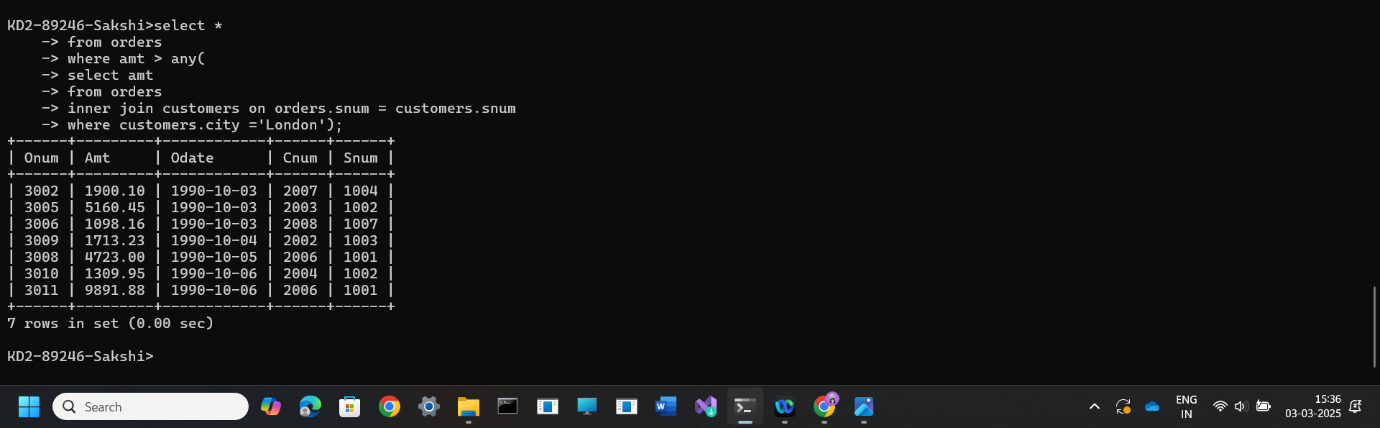 KD2-89246-Sakshi>select *
    -> from orders
    -> where amt > any(
    -> select amt
    -> from orders
    -> inner join customers on orders.snum = customers.snum
    -> where customers.city ='London');
+------+---------+------------+------+------+
| Onum | Amt     | Odate      | Cnum | Snum |
+------+---------+------------+------+------+
| 3002 | 1900.10 | 1990-10-03 | 2007 | 1004 |
| 3005 | 5160.45 | 1990-10-03 | 2003 | 1002 |
| 3006 | 1098.16 | 1990-10-03 | 2008 | 1007 |
| 3009 | 1713.23 | 1990-10-04 | 2002 | 1003 |
| 3008 | 4723.00 | 1990-10-05 | 2006 | 1001 |
| 3010 | 1309.95 | 1990-10-06 | 2004 | 1002 |
| 3011 | 9891.88 | 1990-10-06 | 2006 | 1001 |
+------+---------+------------+------+------+
7 rows in set (0.00 sec)
KD2-89246-Sakshi>
Search
ENG
IN
15:36
03-03-2025